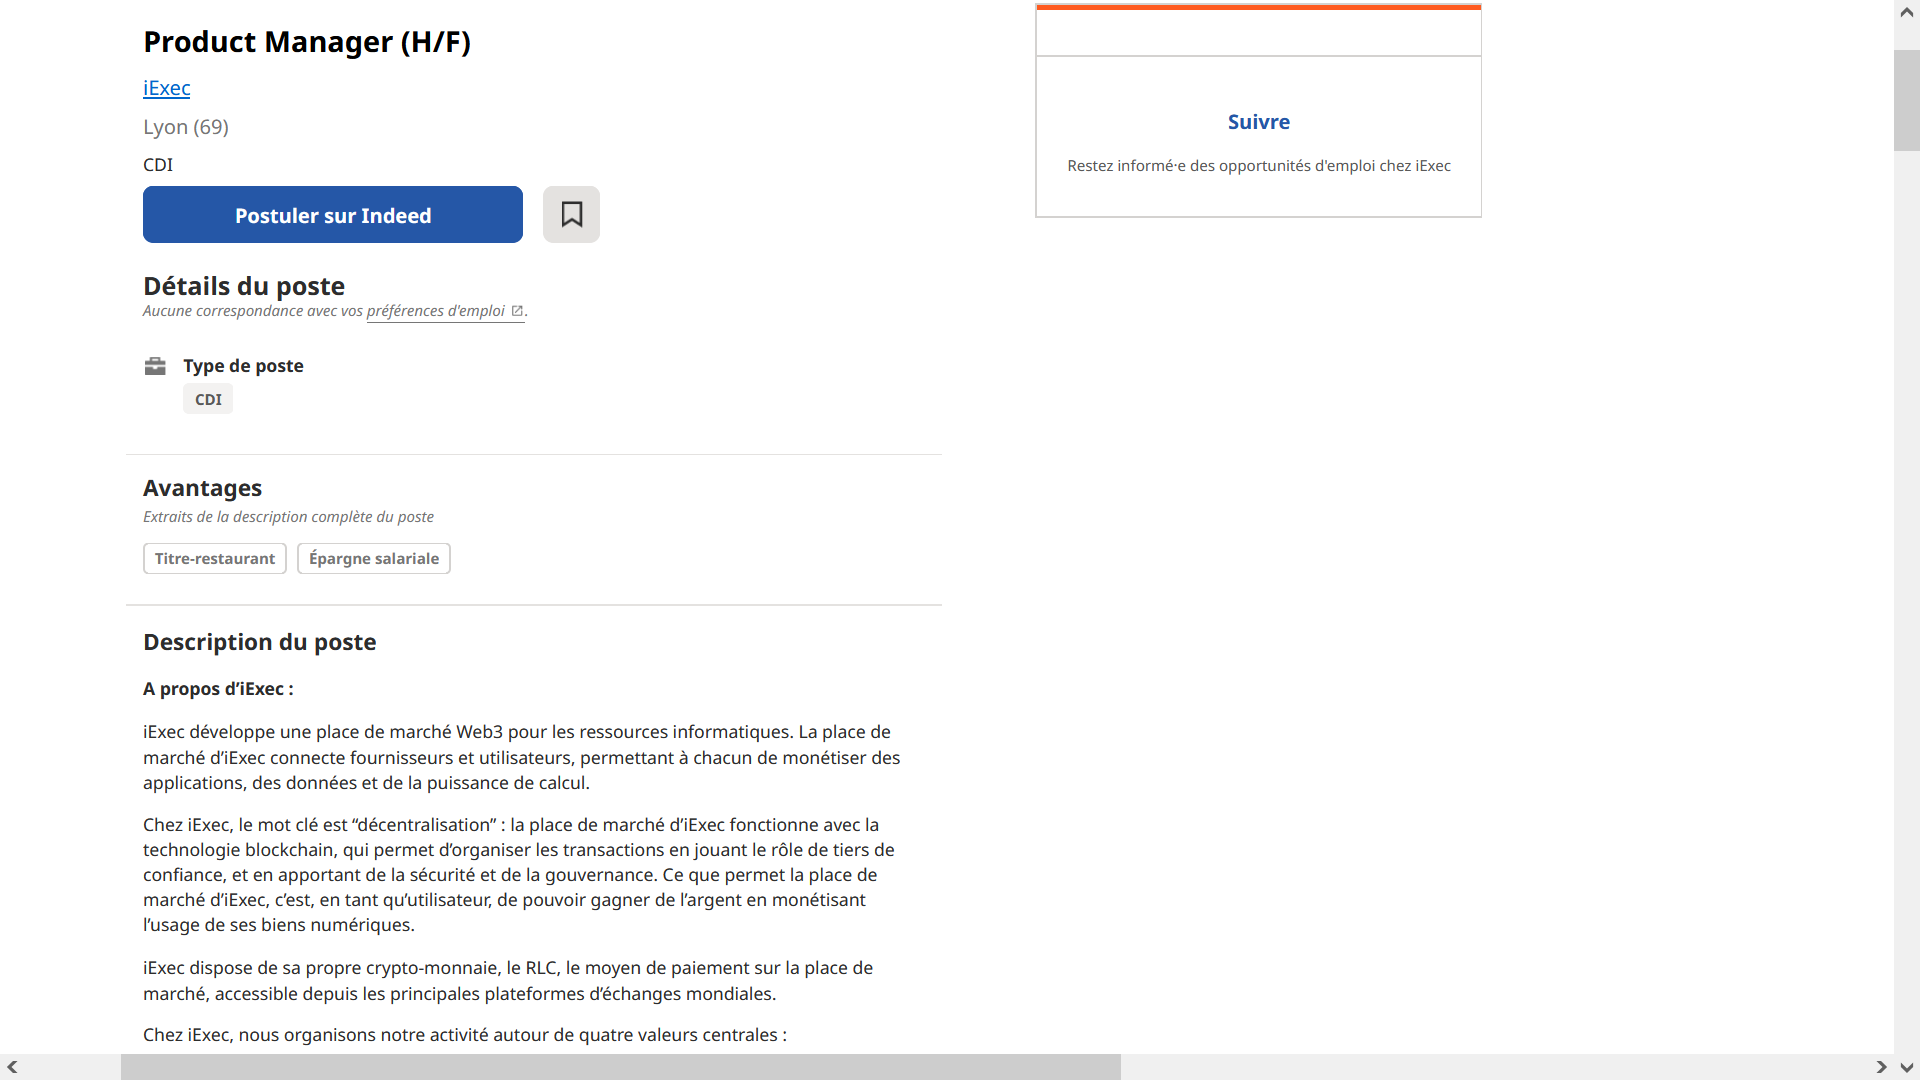 Product Manager (H/F)
iExec
Lyon (69)
CDI
Postuler sur Indeed
Suivre
Restez informé·e des opportunités d'emploi chez iExec
Détails du poste
Aucune correspondance avec vos préférences d'emploi.
Type de poste
CDI
Avantages
Extraits de la description complète du poste
Titre-restaurant
Épargne salariale
Description du poste
A propos d’iExec :
iExec développe une place de marché Web3 pour les ressources informatiques. La place de
marché d’iExec connecte fournisseurs et utilisateurs, permettant à chacun de monétiser des
applications, des données et de la puissance de calcul.
Chez iExec, le mot clé est “décentralisation” : la place de marché d’iExec fonctionne avec la
technologie blockchain, qui permet d’organiser les transactions en jouant le rôle de tiers de
confiance, et en apportant de la sécurité et de la gouvernance. Ce que permet la place de
marché d’iExec, c’est, en tant qu’utilisateur, de pouvoir gagner de l’argent en monétisant
l’usage de ses biens numériques.
iExec dispose de sa propre crypto-monnaie, le RLC, le moyen de paiement sur la place de
marché, accessible depuis les principales plateformes d’échanges mondiales.
Chez iExec, nous organisons notre activité autour de quatre valeurs centrales :